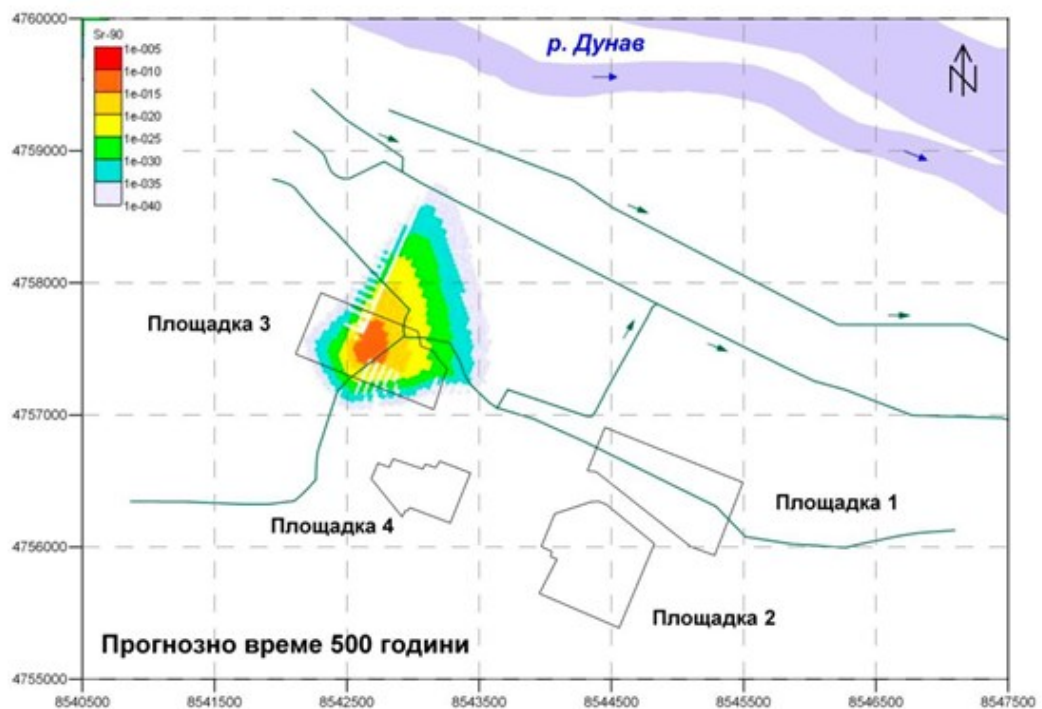 4760000
Sr-90
1e-005
1e-010
1e-015
1e-020
1e-025
1e-030
1e-035
1e-040
р. Дунав
N
4759000
4758000
Площадка 3
4757000
Площадка 4
Площадка 1
4756000
Площадка 2
Прогнозно време 500 години
4755000
8540500 8541500 8542500 8543500 8544500 8545500 8546500 8547500